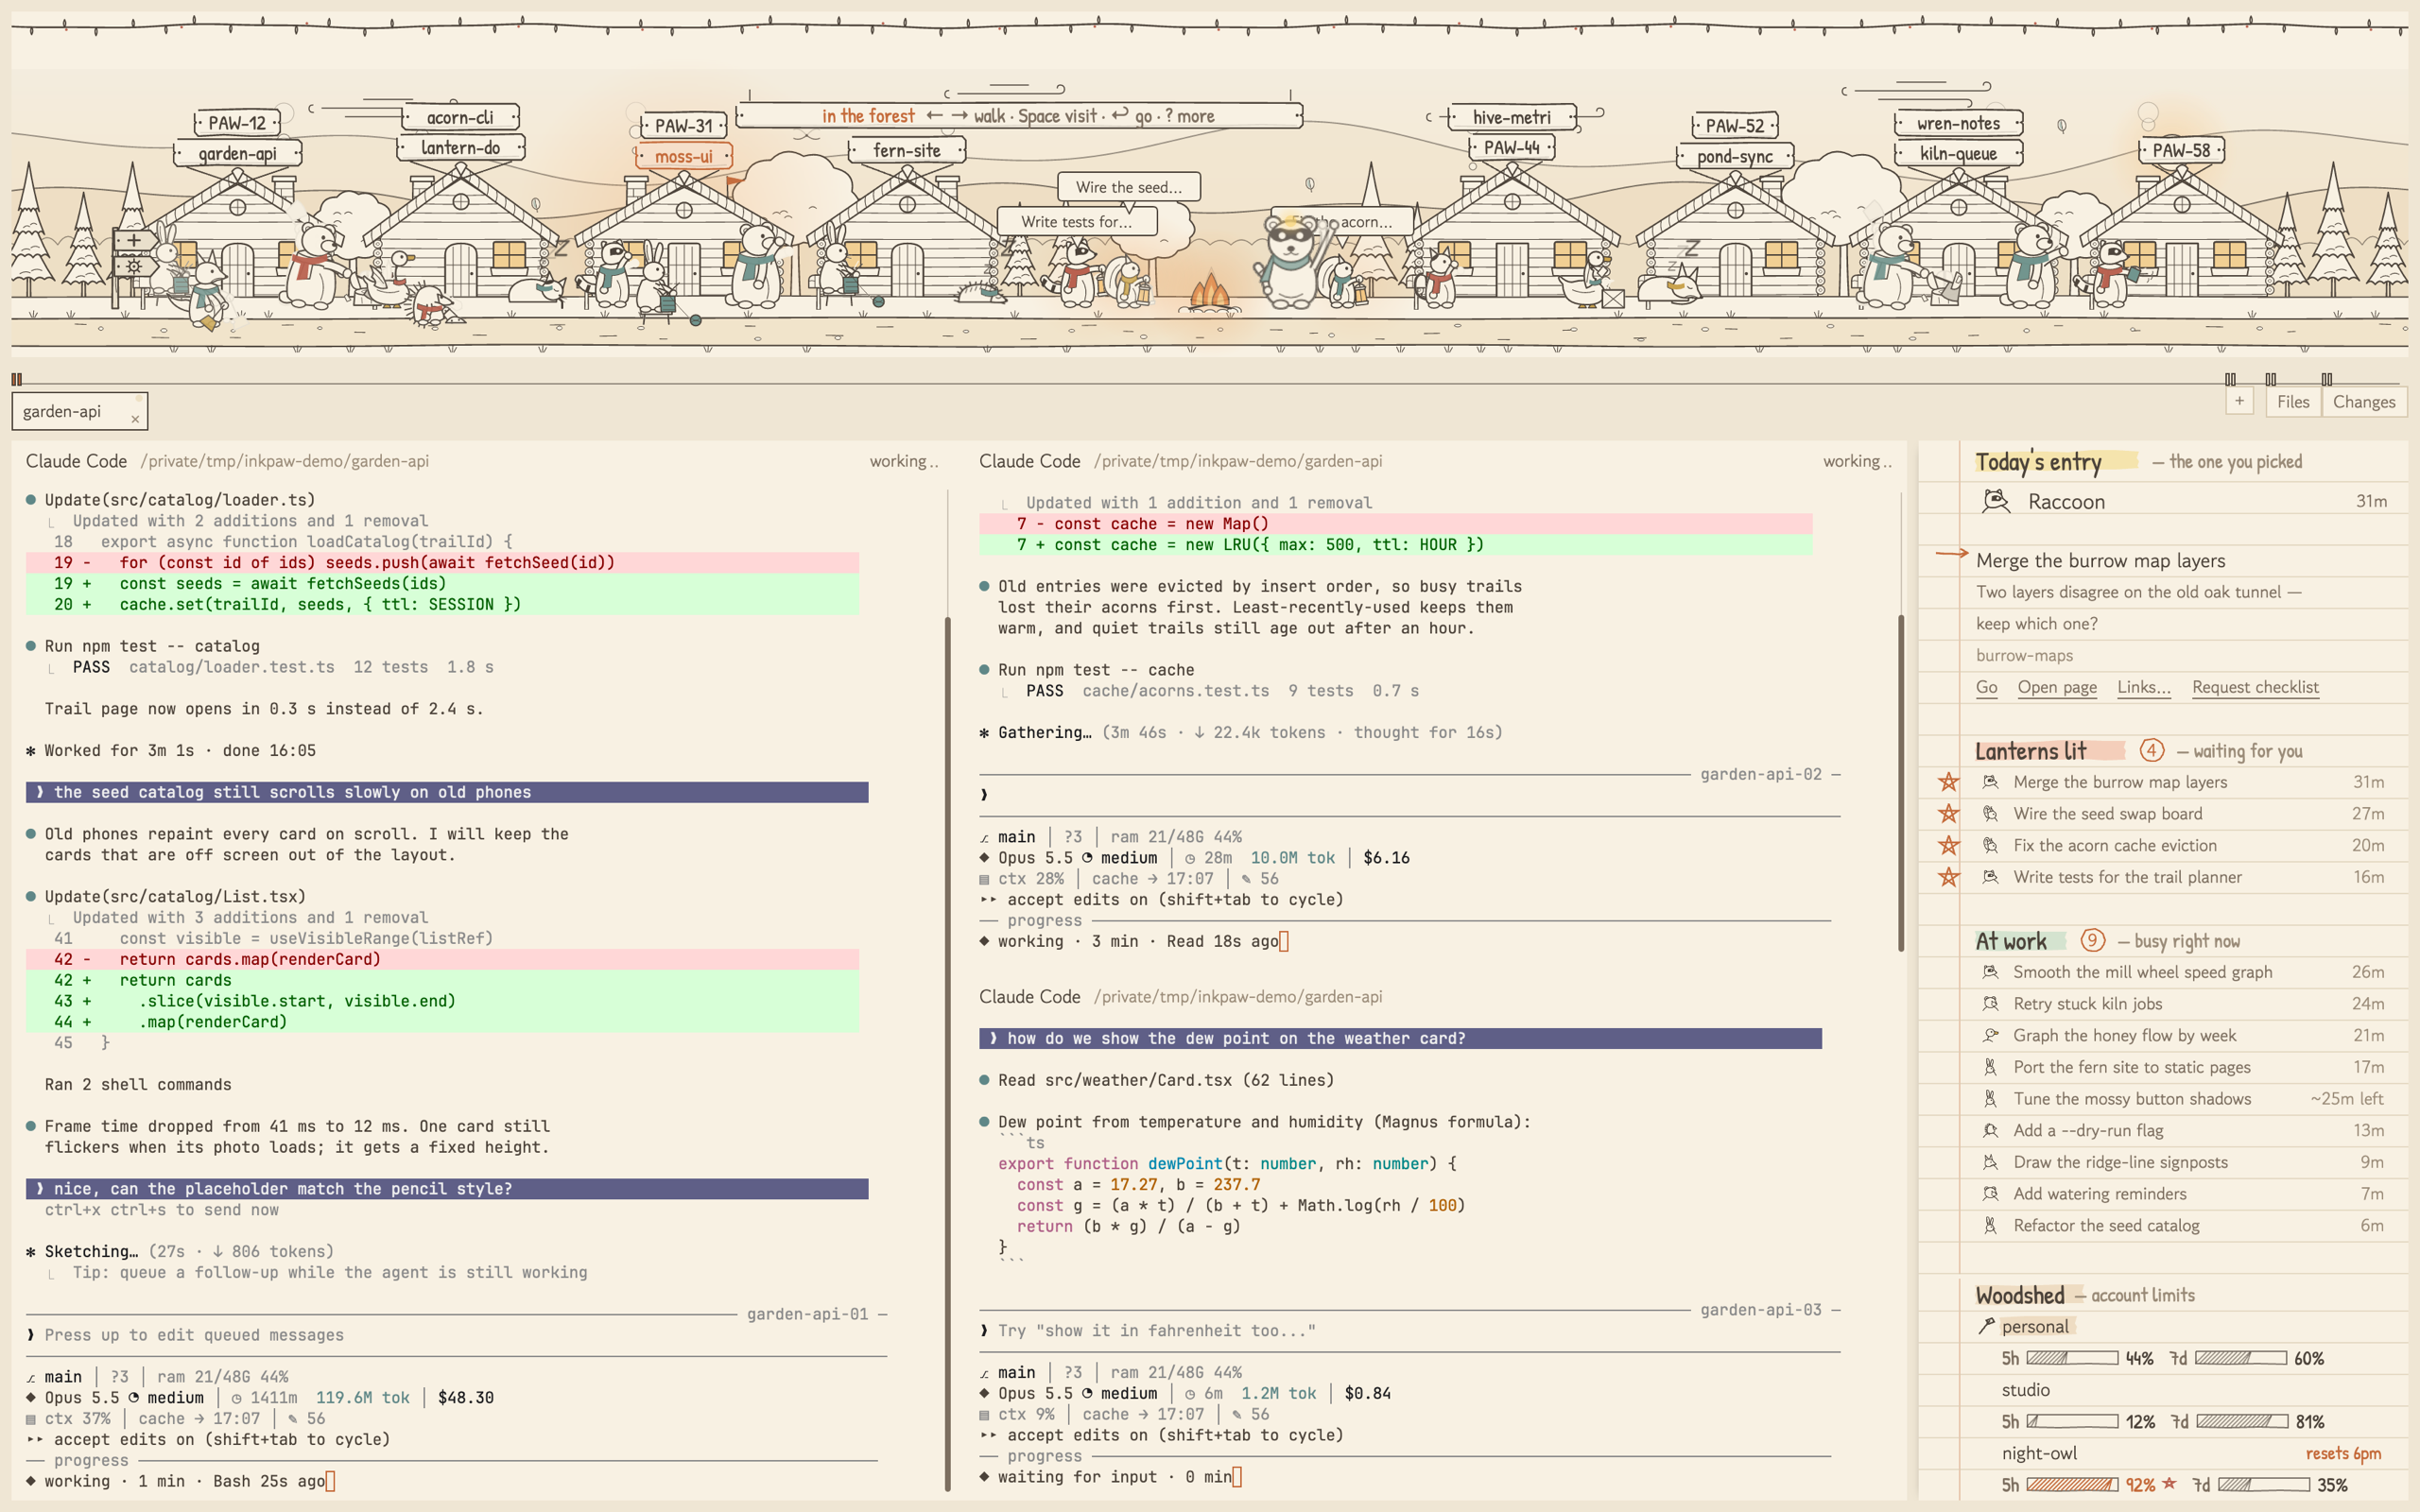 PAW-12
garden-api
acorn-cli
lantern-do
PAW-31
moss-ui
in the forest ← → walk · Space visit · ↩ go · ? more
fern-site
Wire the seed...
Write tests for...
acorn...
hive-metri
PAW-44
PAW-52
pond-sync
wren-notes
kiln-queue
PAW-58
garden-api ×
+ Files Changes
Claude Code /private/tmp/inkpaw-demo/garden-api working..
● Update(src/catalog/loader.ts)
Updated with 2 additions and 1 removal
18 export async function loadCatalog(trailId) {
19 - for (const id of ids) seeds.push(await fetchSeed(id))
19 + const seeds = await fetchSeeds(ids)
20 + cache.set(trailId, seeds, { ttl: SESSION })
● Run npm test -- catalog
PASS catalog/loader.test.ts 12 tests 1.8 s
Trail page now opens in 0.3 s instead of 2.4 s.
✻ Worked for 3m 1s · done 16:05
❯ the seed catalog still scrolls slowly on old phones
● Old phones repaint every card on scroll. I will keep the
cards that are off screen out of the layout.
● Update(src/catalog/List.tsx)
Updated with 3 additions and 1 removal
41 const visible = useVisibleRange(listRef)
42 - return cards.map(renderCard)
42 + return cards
43 + .slice(visible.start, visible.end)
44 + .map(renderCard)
45 }
Ran 2 shell commands
● Frame time dropped from 41 ms to 12 ms. One card still
flickers when its photo loads; it gets a fixed height.
❯ nice, can the placeholder match the pencil style?
ctrl+x ctrl+s to send now
✻ Sketching… (27s · ↓ 806 tokens)
Tip: queue a follow-up while the agent is still working
garden-api-01
❯ Press up to edit queued messages
main │ ?3 │ ram 21/48G 44%
◆ Opus 5.5 ◔ medium │ ◷ 1411m 119.6M tok │ $48.30
▤ ctx 37% │ cache → 17:07 │ ✎ 56
▸▸ accept edits on (shift+tab to cycle)
progress
◆ working · 1 min · Bash 25s ago
Claude Code /private/tmp/inkpaw-demo/garden-api working..
Updated with 1 addition and 1 removal
7 - const cache = new Map()
7 + const cache = new LRU({ max: 500, ttl: HOUR })
● Old entries were evicted by insert order, so busy trails
lost their acorns first. Least-recently-used keeps them
warm, and quiet trails still age out after an hour.
● Run npm test -- cache
PASS cache/acorns.test.ts 9 tests 0.7 s
✻ Gathering… (3m 46s · ↓ 22.4k tokens · thought for 16s)
garden-api-02
❯
main │ ?3 │ ram 21/48G 44%
◆ Opus 5.5 ◔ medium │ ◷ 28m 10.0M tok │ $6.16
▤ ctx 28% │ cache → 17:07 │ ✎ 56
▸▸ accept edits on (shift+tab to cycle)
progress
◆ working · 3 min · Read 18s ago
Claude Code /private/tmp/inkpaw-demo/garden-api
❯ how do we show the dew point on the weather card?
● Read src/weather/Card.tsx (62 lines)
● Dew point from temperature and humidity (Magnus formula):
```ts
export function dewPoint(t: number, rh: number) {
const a = 17.27, b = 237.7
const g = (a * t) / (b + t) + Math.log(rh / 100)
return (b * g) / (a - g)
}
```
garden-api-03
❯ Try "show it in fahrenheit too..."
main │ ?3 │ ram 21/48G 44%
◆ Opus 5.5 ◔ medium │ ◷ 6m 1.2M tok │ $0.84
▤ ctx 9% │ cache → 17:07 │ ✎ 56
▸▸ accept edits on (shift+tab to cycle)
progress
◆ waiting for input · 0 min
Today's entry — the one you picked
Raccoon 31m
Merge the burrow map layers
Two layers disagree on the old oak tunnel —
keep which one?
burrow-maps
Go Open page Links... Request checklist
Lanterns lit 4 — waiting for you
Merge the burrow map layers 31m
Wire the seed swap board 27m
Fix the acorn cache eviction 20m
Write tests for the trail planner 16m
At work 9 — busy right now
Smooth the mill wheel speed graph 26m
Retry stuck kiln jobs 24m
Graph the honey flow by week 21m
Port the fern site to static pages 17m
Tune the mossy button shadows ~25m left
Add a --dry-run flag 13m
Draw the ridge-line signposts 9m
Add watering reminders 7m
Refactor the seed catalog 6m
Woodshed — account limits
personal
5h 44% 7d 60%
studio
5h 12% 7d 81%
night-owl resets 6pm
5h 92% 7d 35%